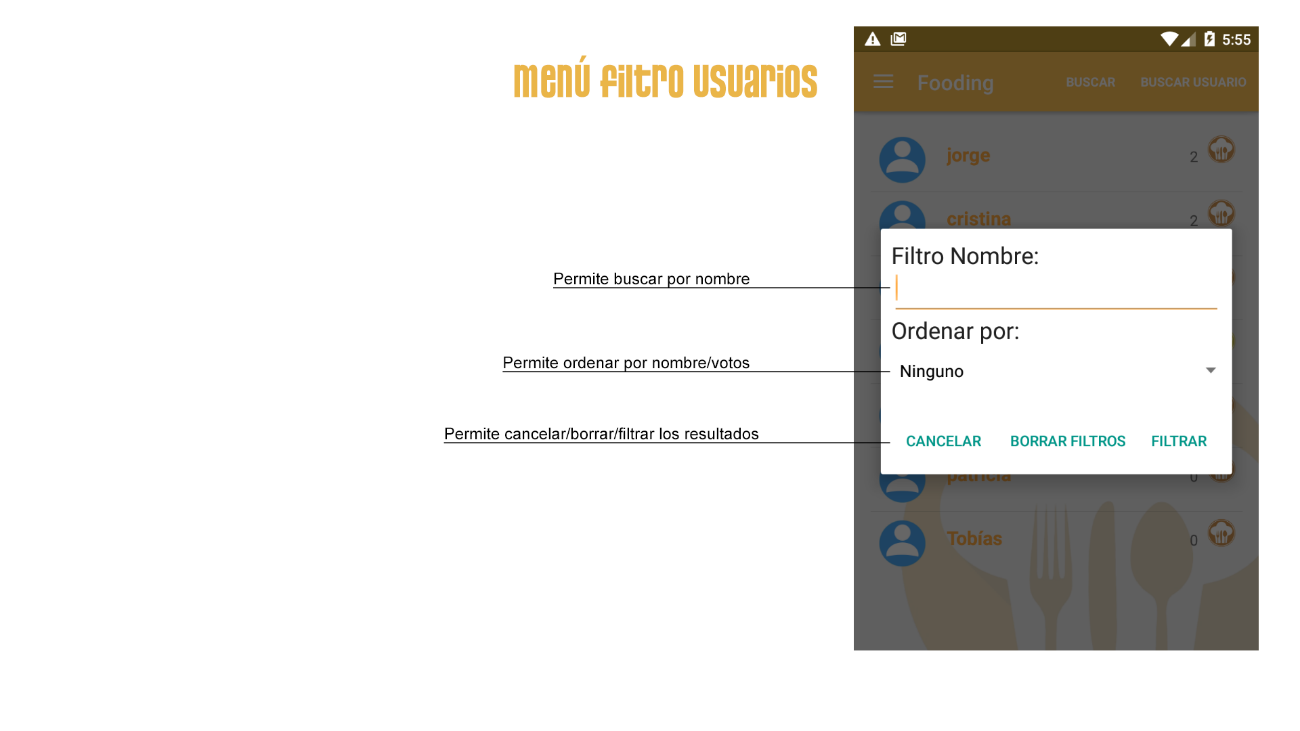 menú filtro usuarios
5:55
Fooding BUSCAR BUSCAR USUARIO
jorge 2
cristina 2
Filtro Nombre:
Permite buscar por nombre
Ordenar por:
Permite ordenar por nombre/votos
Ninguno
Permite cancelar/borrar/filtrar los resultados
CANCELAR BORRAR FILTROS FILTRAR
patricia 0
Tobías 0